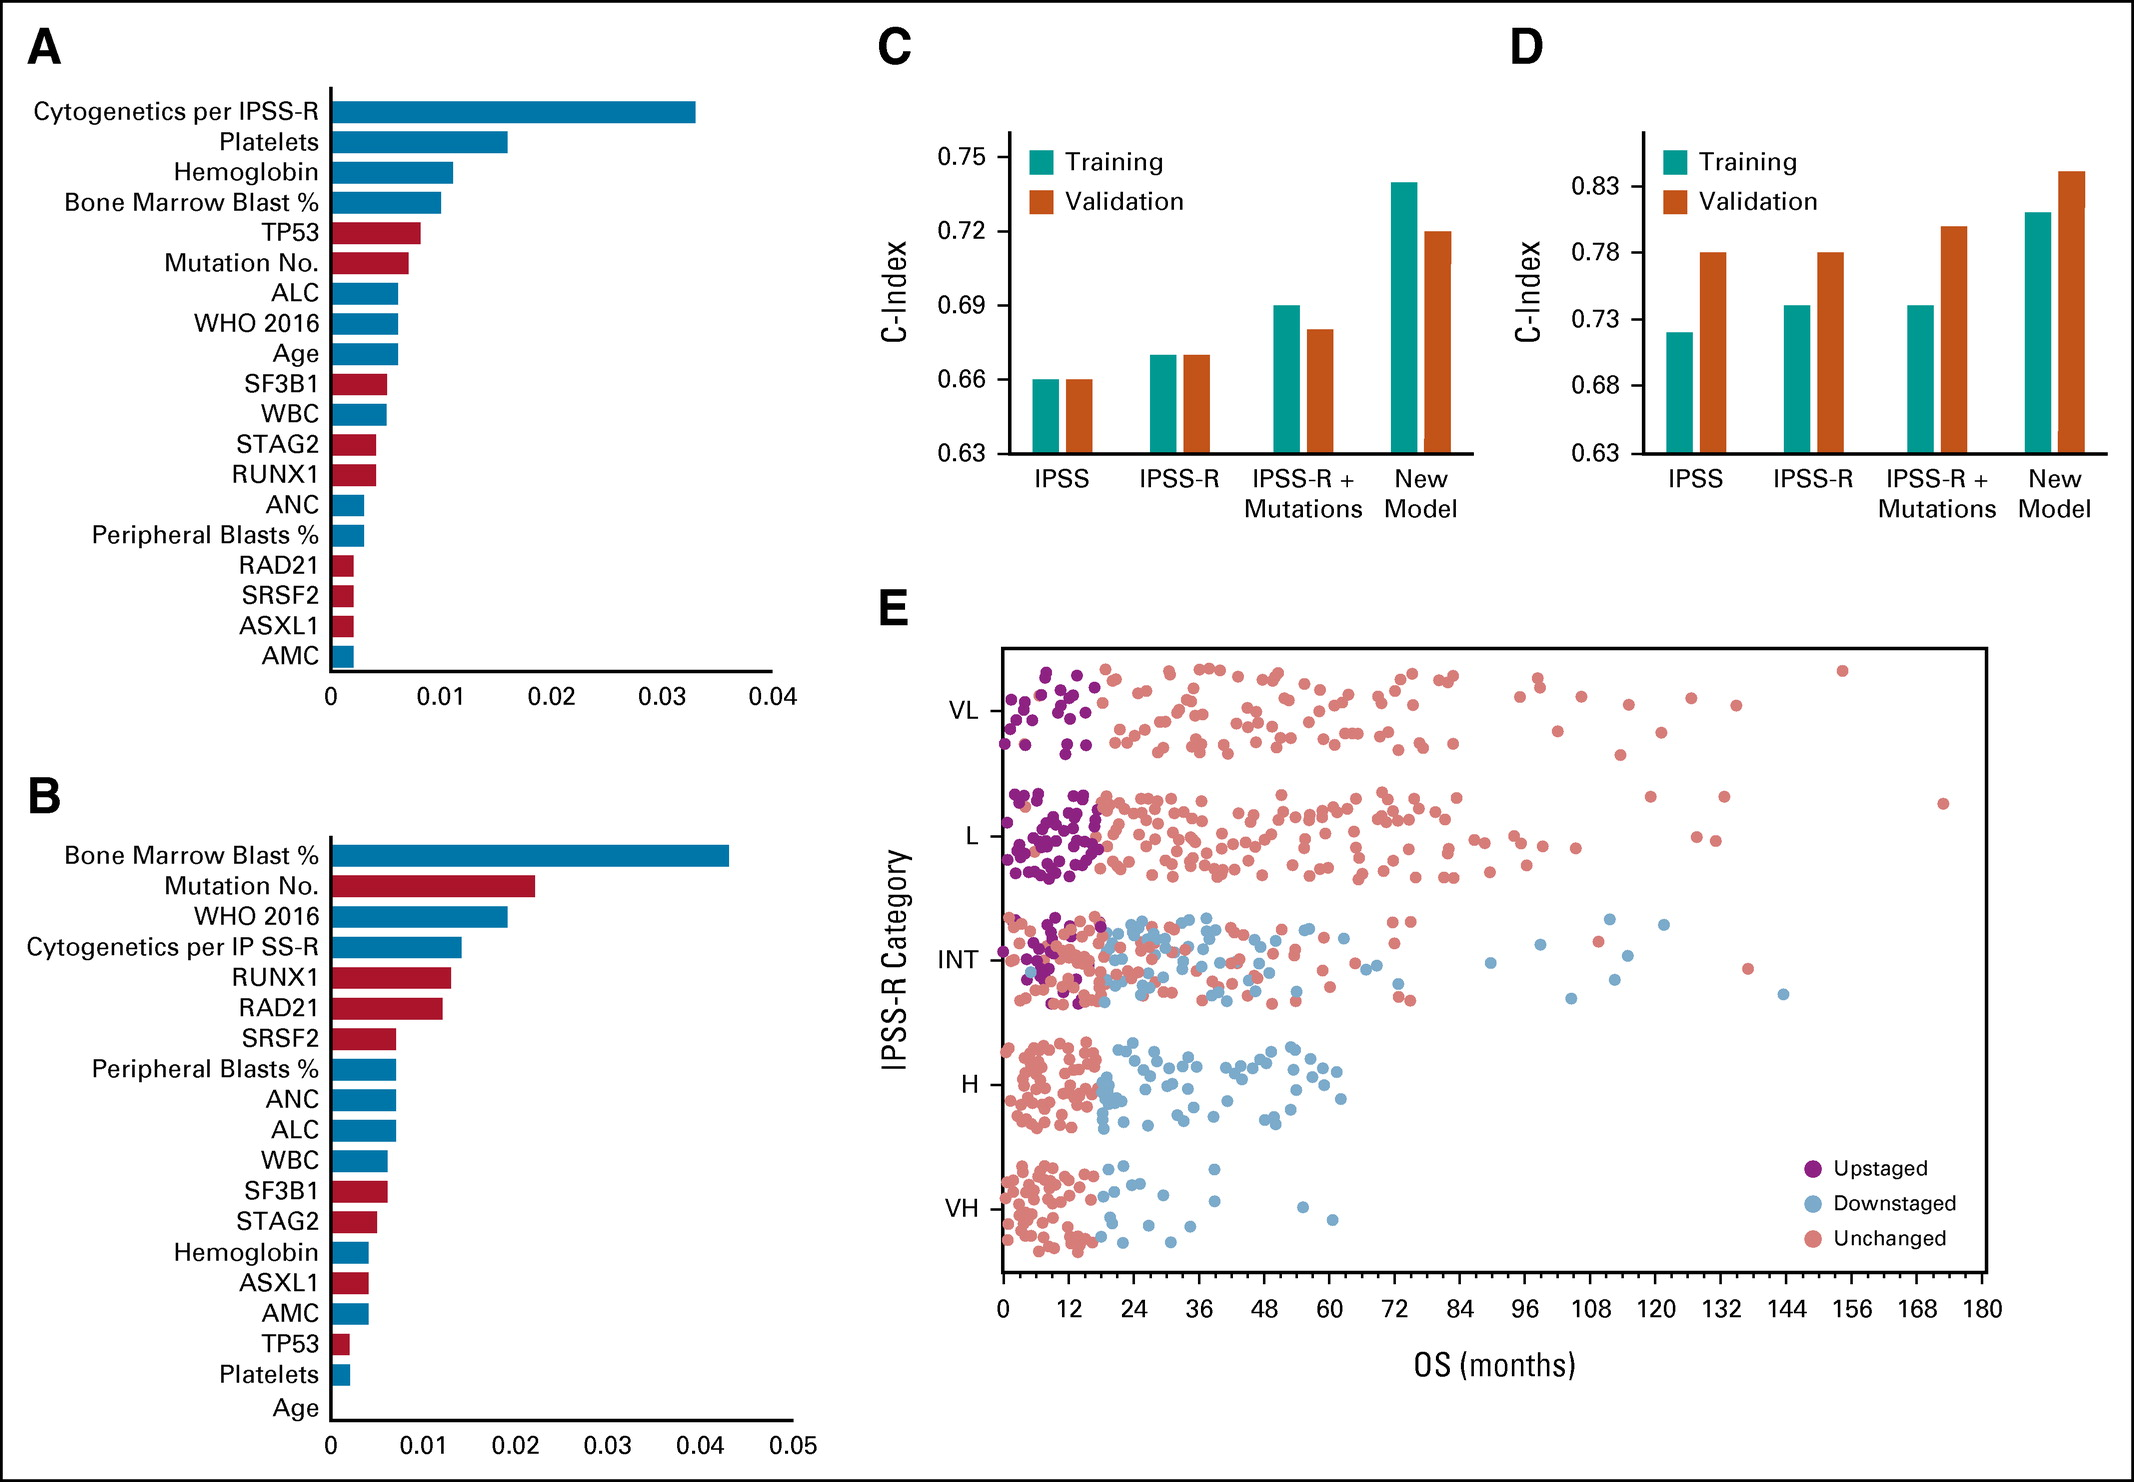 A
Cytogenetics per IPSS-R
Platelets
Hemoglobin
Bone Marrow Blast %
TP53
Mutation No.
ALC
WHO 2016
Age
SF3B1
WBC
STAG2
RUNX1
ANC
Peripheral Blasts %
RAD21
SRSF2
ASXL1
AMC
0 0.01 0.02 0.03 0.04
B
Bone Marrow Blast %
Mutation No.
WHO 2016
Cytogenetics per IP SS-R
RUNX1
RAD21
SRSF2
Peripheral Blasts %
ANC
ALC
WBC
SF3B1
STAG2
Hemoglobin
ASXL1
AMC
TP53
Platelets
Age
0 0.01 0.02 0.03 0.04 0.05
C
C-Index
0.75
0.72
0.69
0.66
0.63
Training
Validation
IPSS IPSS-R IPSS-R + New
Mutations Model
D
C-Index
0.83
0.78
0.73
0.68
0.63
Training
Validation
IPSS IPSS-R IPSS-R + New
Mutations Model
E
IPSS-R Category
VL
L
INT
H
VH
Upstaged
Downstaged
Unchanged
0 12 24 36 48 60 72 84 96 108 120 132 144 156 168 180
OS (months)